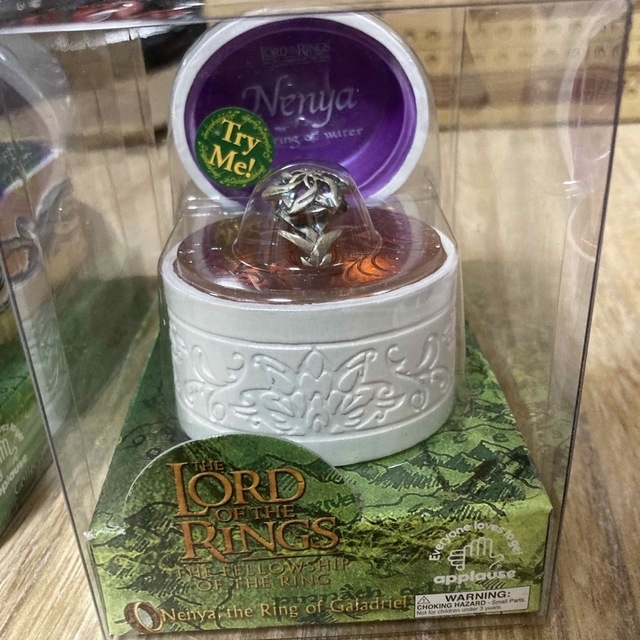 LORD OF THE RINGS
Nenya
ring of water
Try
Me!
THE
LORD
OF THE
RINGS
THE FELLOWSHIP
OF THE RING
Nenya, the Ring of Galadriel
Everyone loves to get
applause
WARNING:
CHOKING HAZARD - Small Parts.
Not for children under 3 years.